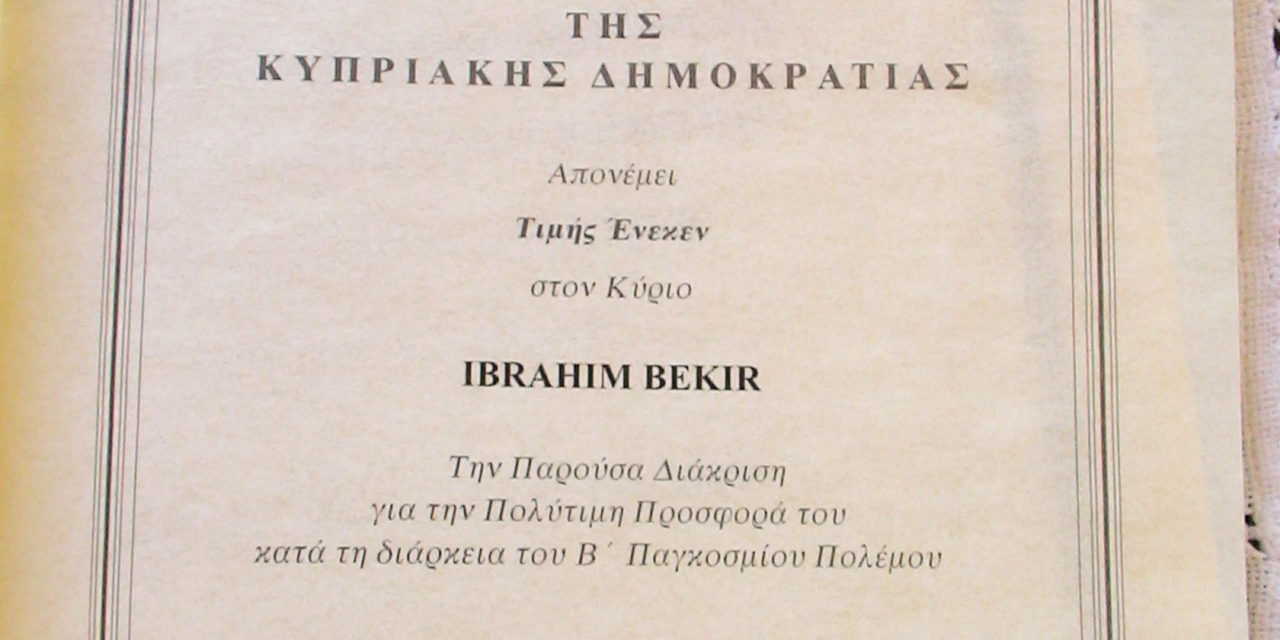 ΤΗΣ
ΚΥΠΡΙΑΚΗΣ ΔΗΜΟΚΡΑΤΙΑΣ
Απονέμει
Τιμής Ένεκεν
στον Κύριο
IBRAHIM BEKIR
Την Παρούσα Διάκριση
για την Πολύτιμη Προσφορά του
κατά τη διάρκεια του Β΄ Παγκοσμίου Πολέμου